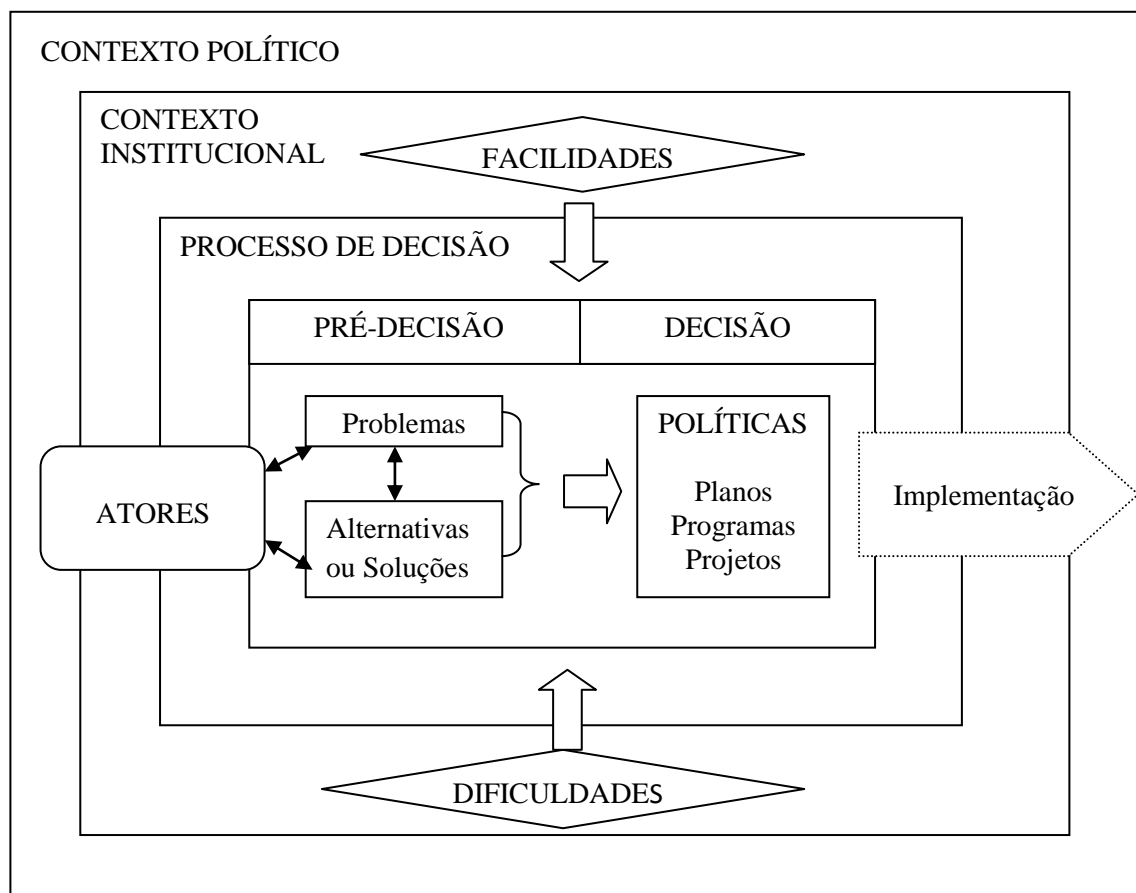 CONTEXTO POLÍTICO
CONTEXTO
INSTITUCIONAL
FACILIDADES
PROCESSO DE DECISÃO
PRÉ-DECISÃO
DECISÃO
Problemas
POLÍTICAS
Planos
Programas
Projetos
ATORES
Alternativas
ou Soluções
Implementação
DIFICULDADES